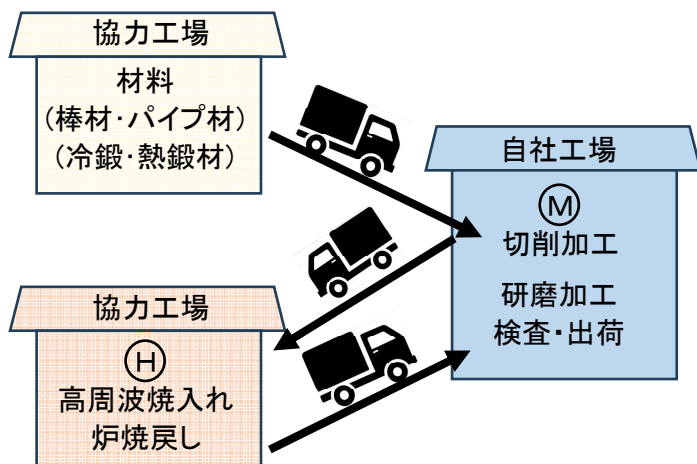 協力工場
材料
（棒材･パイプ材）
（冷鍛･熱鍛材）
自社工場
Ⓜ
切削加工
研磨加工
検査・出荷
協力工場
Ⓗ
高周波焼入れ
炉焼戻し